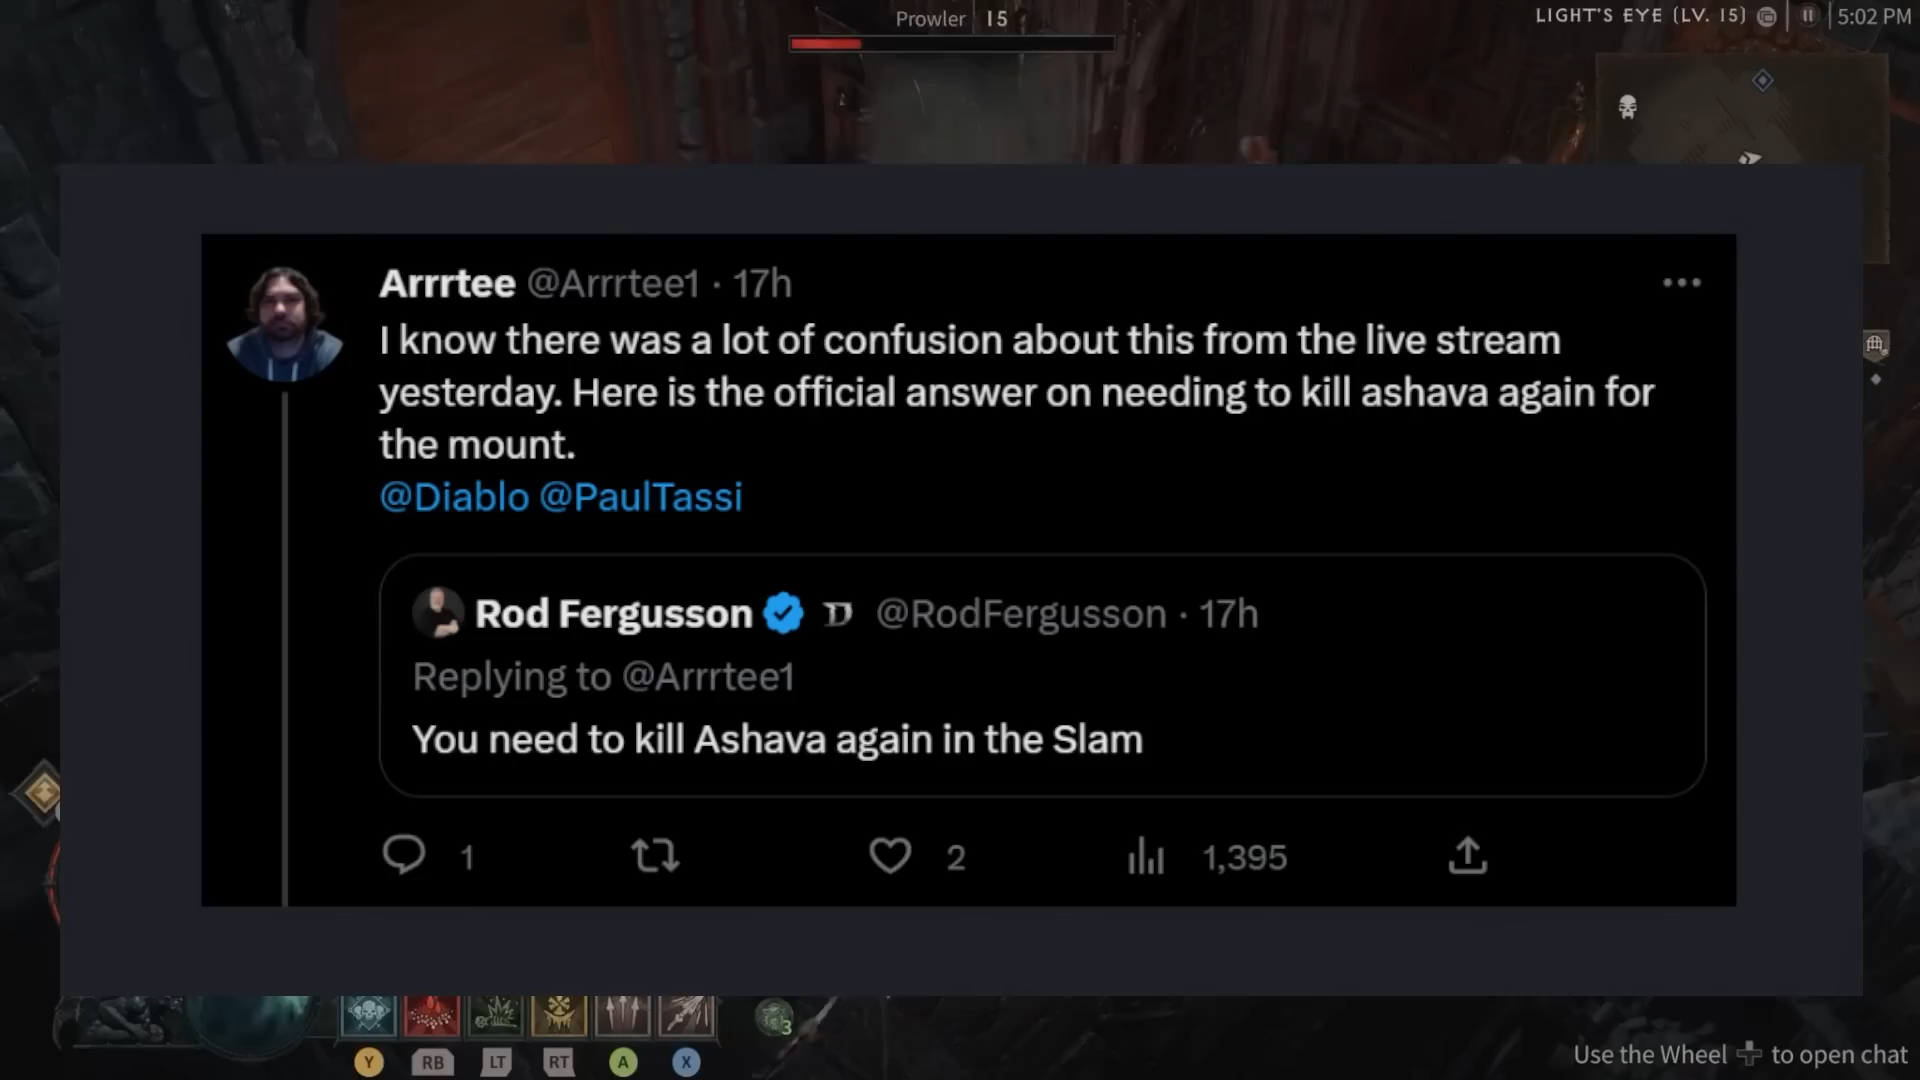 Prowler 15
LIGHT'S EYE (LV. 15) 5:02 PM
Arrrtee @Arrrtee1 · 17h
I know there was a lot of confusion about this from the live stream
yesterday. Here is the official answer on needing to kill ashava again for
the mount.
@Diablo @PaulTassi
Rod Fergusson @RodFergusson · 17h
Replying to @Arrrtee1
You need to kill Ashava again in the Slam
1 2 1,395
3
Y RB LT RT A X
Use the Wheel to open chat